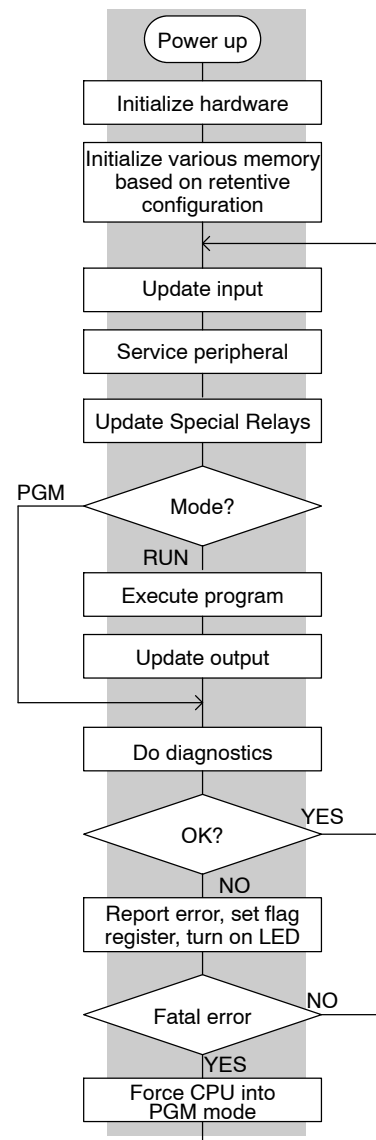 Power up
Initialize hardware
Initialize various memory
based on retentive
configuration
Update input
Service peripheral
Update Special Relays
PGM
Mode?
RUN
Execute program
Update output
Do diagnostics
YES
OK?
NO
Report error, set flag
register, turn on LED
NO
Fatal error
YES
Force CPU into
PGM mode